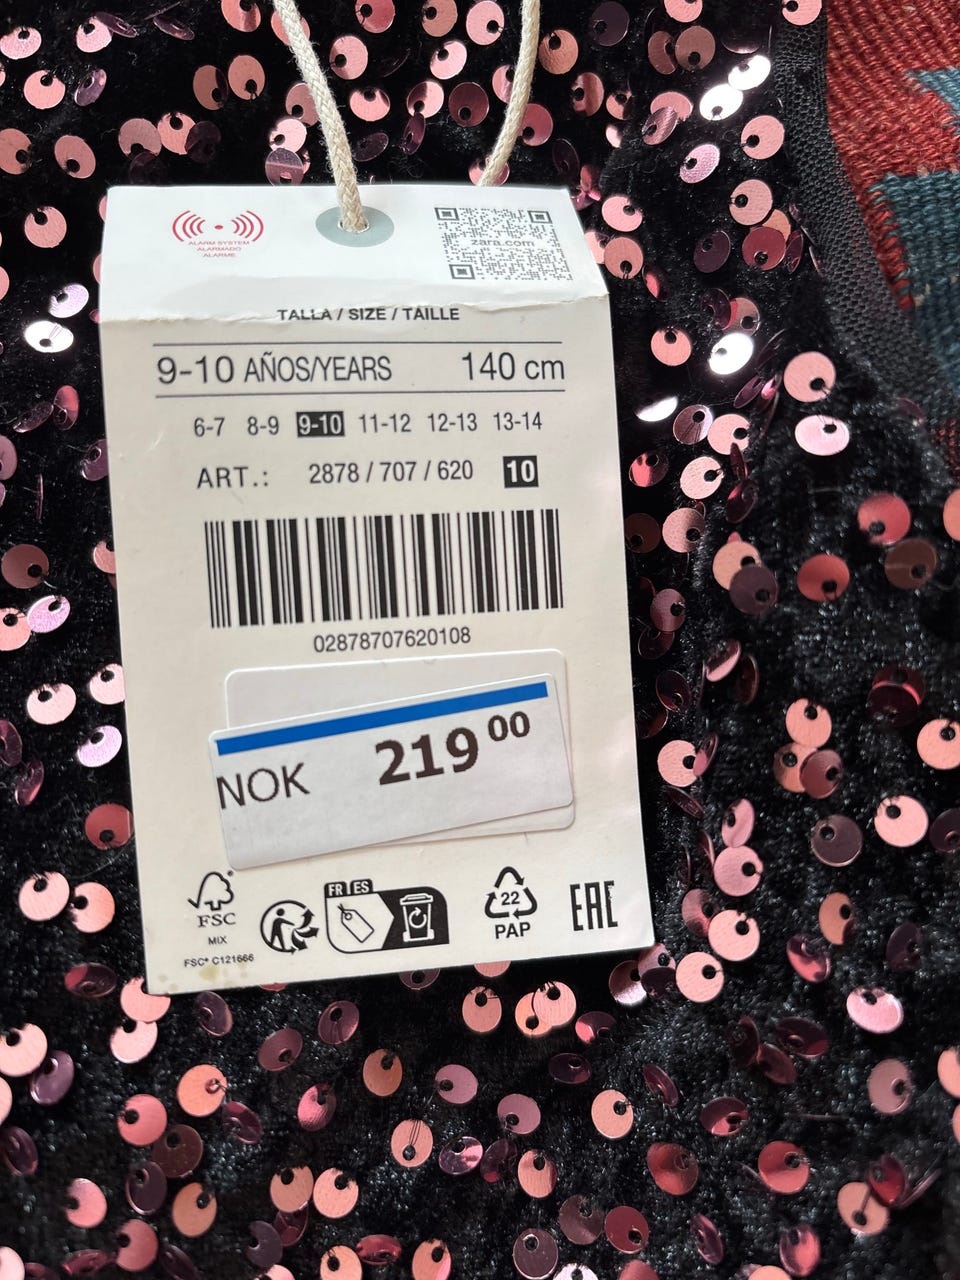 ALARM SYSTEM
ALARMADO
ALARME
zara.com
TALLA / SIZE / TAILLE
9-10 AÑOS/YEARS 140 cm
6-7 8-9 9-10 11-12 12-13 13-14
ART.: 2878 / 707 / 620 10
02878707620108
NOK 219 00
FSC
MIX
FSC® C121666
FR ES
22
PAP
EAC